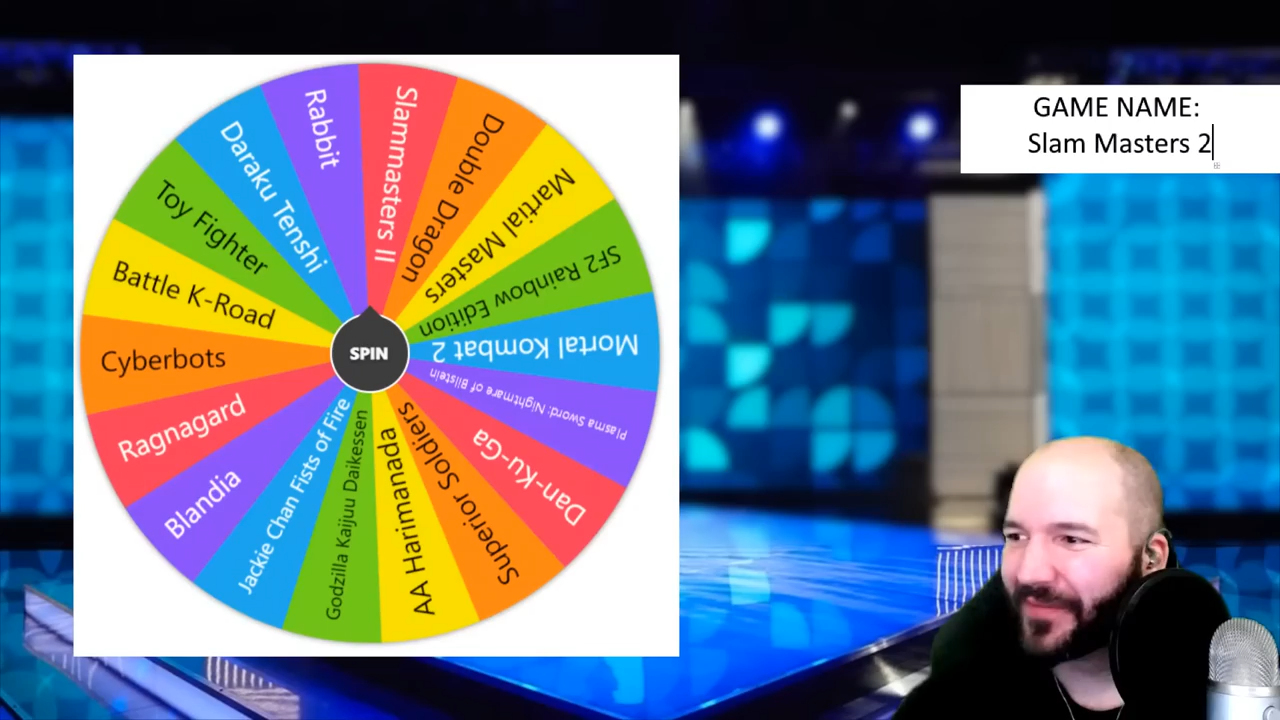 GAME NAME:
Slam Masters 2
Slammasters II
Double Dragon
Martial Masters
SF2 Rainbow Edition
Mortal Kombat 2
Plasma Sword: Nightmare of Bilstein
Dan-Ku-Ga
Superior Soldiers
AA Harimanada
Godzilla Kaijuu Daikessen
Jackie Chan Fists of Fire
Blandia
Ragnagard
Cyberbots
Battle K-Road
Toy Fighter
Daraku Tenshi
Rabbit
SPIN